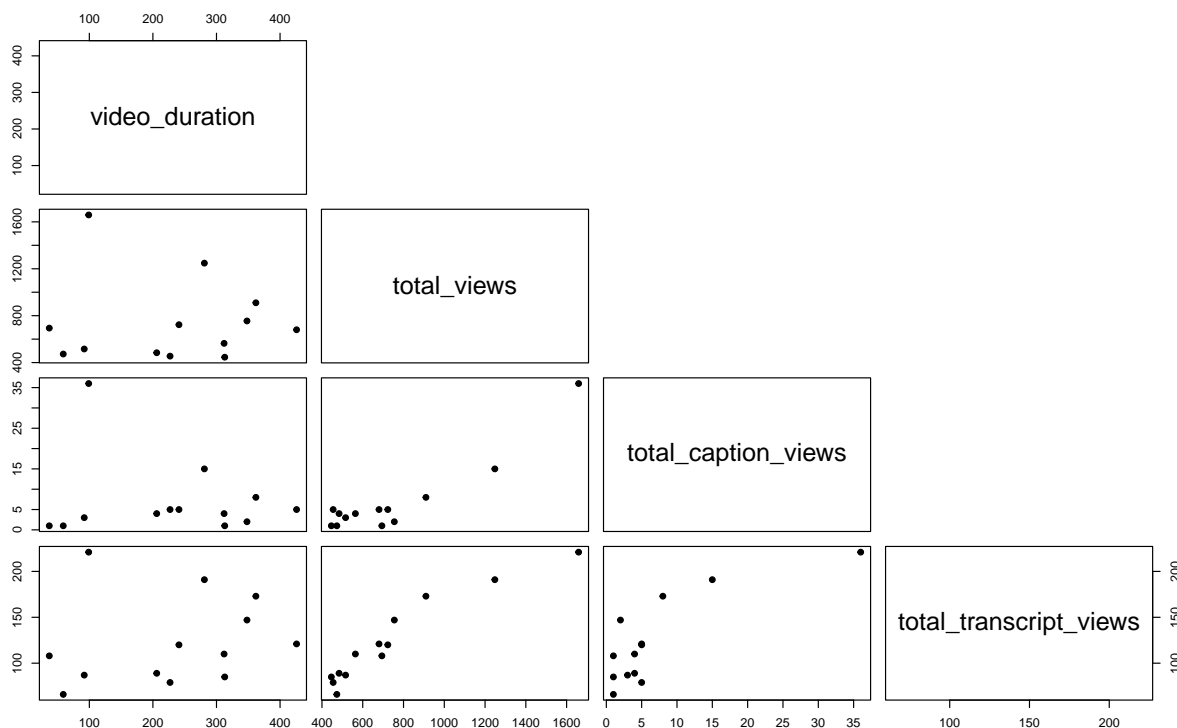 100 200 300 400
100 200 300 400
video_duration
400 800 1200 1600
total_views
0 5 15 25 35
total_caption_views
100 150 200
total_transcript_views
100 150 200
100 200 300 400
400 600 800 1000 1200 1400 1600
0 5 10 15 20 25 30 35
100 150 200